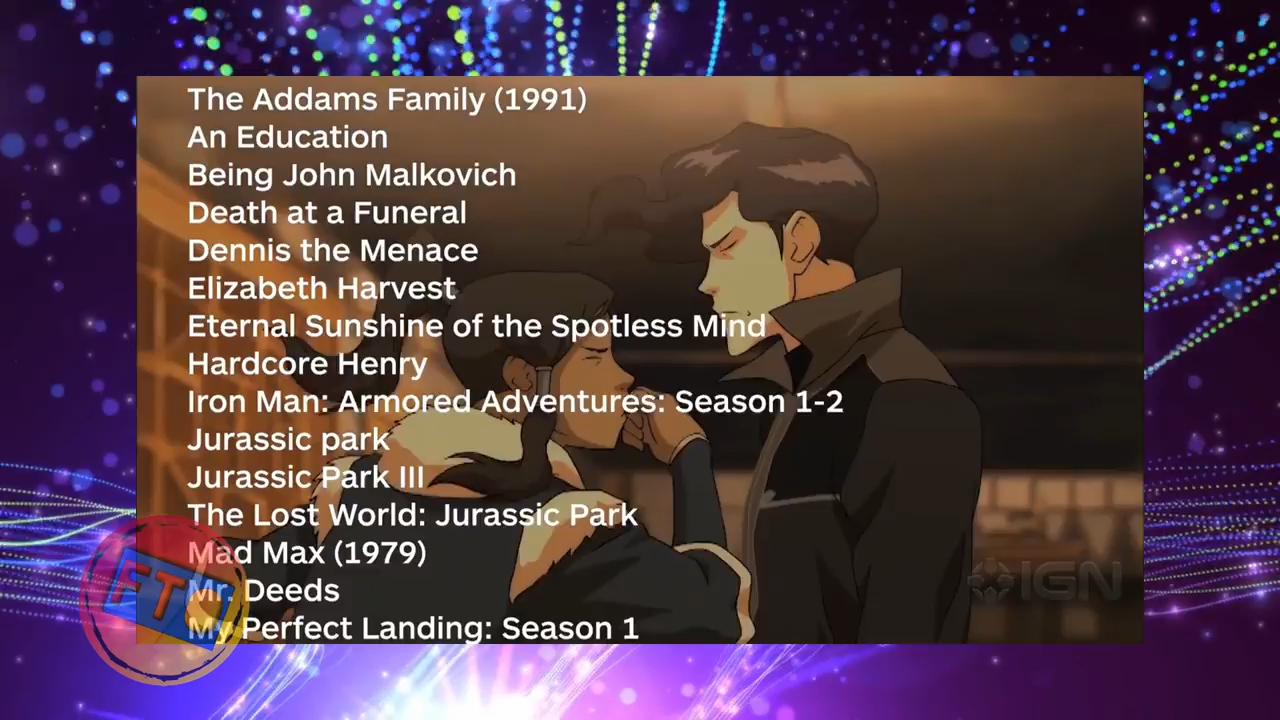 The Addams Family (1991)
An Education
Being John Malkovich
Death at a Funeral
Dennis the Menace
Elizabeth Harvest
Eternal Sunshine of the Spotless Mind
Hardcore Henry
Iron Man: Armored Adventures: Season 1-2
Jurassic park
Jurassic Park III
The Lost World: Jurassic Park
Mad Max (1979)
Mr. Deeds
My Perfect Landing: Season 1
IGN